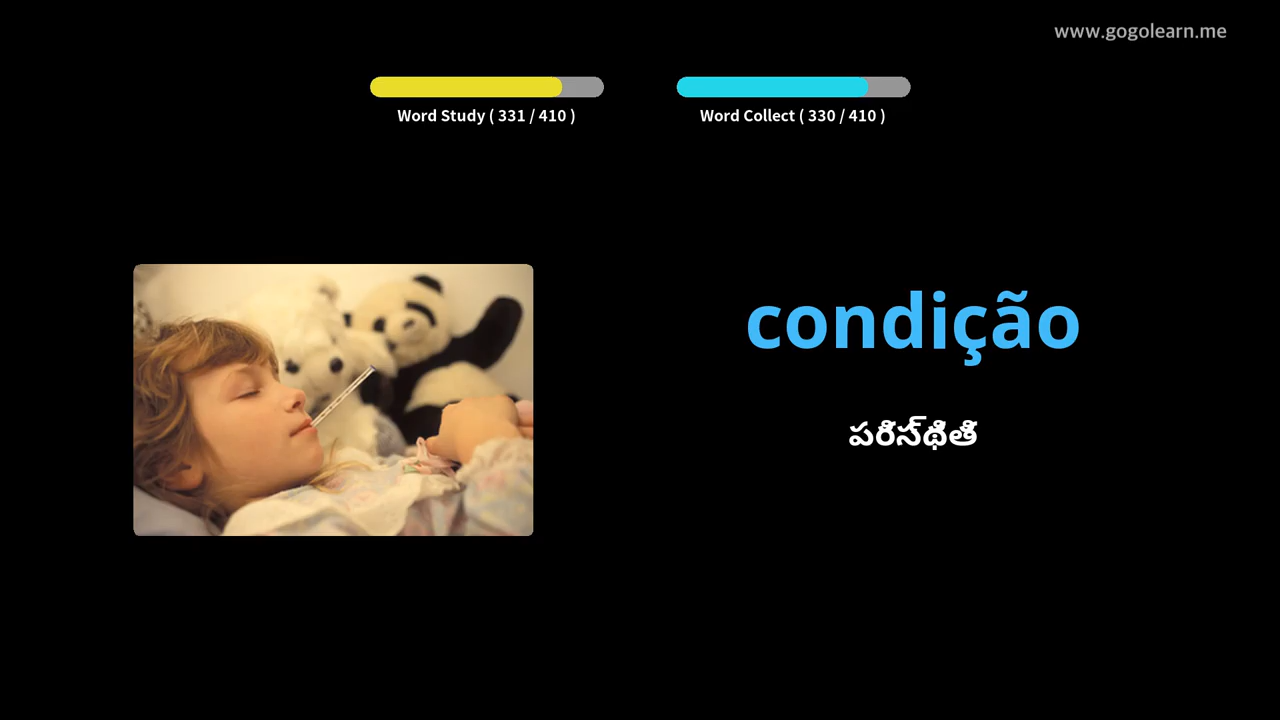 www.gogolearn.me
Word Study ( 331 / 410 )
Word Collect ( 330 / 410 )
condição
పరిస్థితి